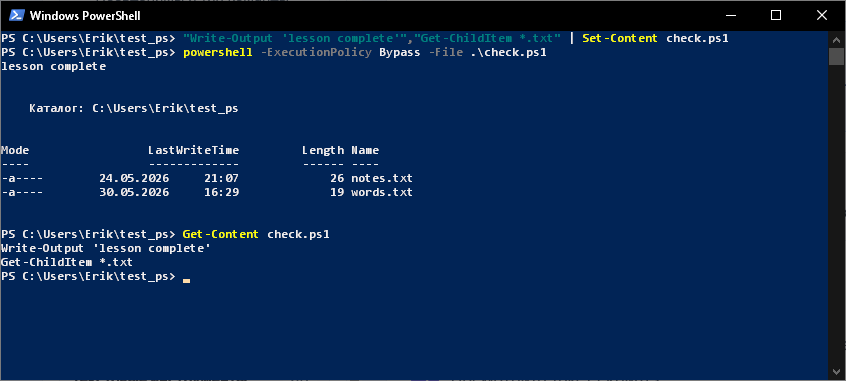 Windows PowerShell
PS C:\Users\Erik\test_ps> "Write-Output 'lesson complete'","Get-ChildItem *.txt" | Set-Content check.ps1
PS C:\Users\Erik\test_ps> powershell -ExecutionPolicy Bypass -File .\check.ps1
lesson complete
Каталог: C:\Users\Erik\test_ps
Mode                LastWriteTime         Length Name
----                -------------         ------ ----
-a----        24.05.2026     21:07             26 notes.txt
-a----        30.05.2026     16:29             19 words.txt
PS C:\Users\Erik\test_ps> Get-Content check.ps1
Write-Output 'lesson complete'
Get-ChildItem *.txt
PS C:\Users\Erik\test_ps>